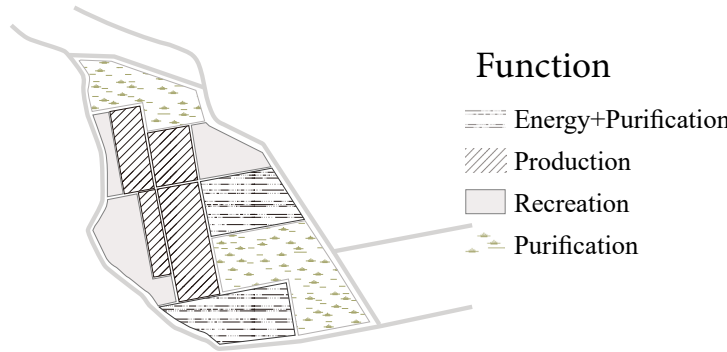 Function
Energy+Purification
Production
Recreation
Purification